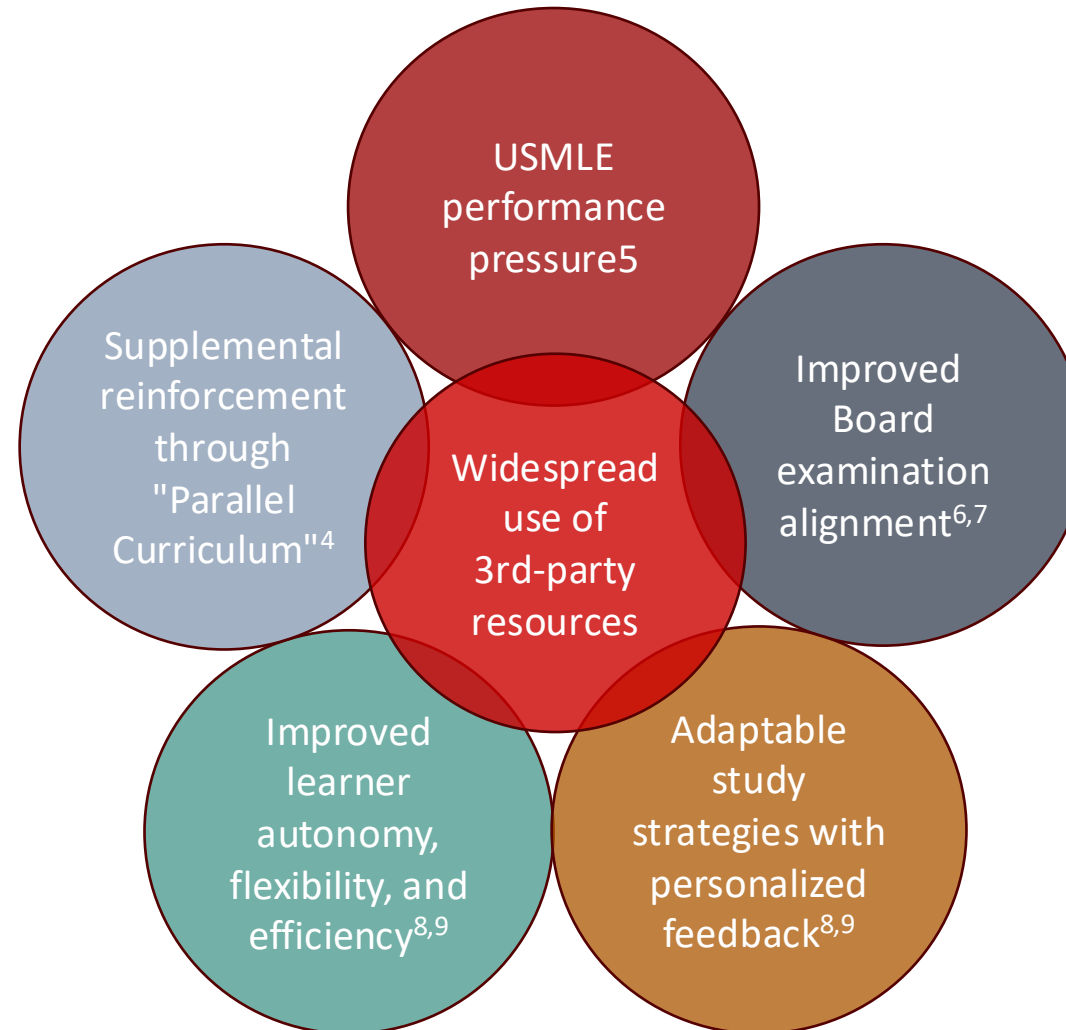 USMLE
performance
pressure5
Supplemental
reinforcement
through
"Parallel
Curriculum"⁴
Improved
Board
examination
alignment⁶,⁷
Widespread
use of
3rd-party
resources
Improved
learner
autonomy,
flexibility, and
efficiency⁸,⁹
Adaptable
study
strategies with
personalized
feedback⁸,⁹